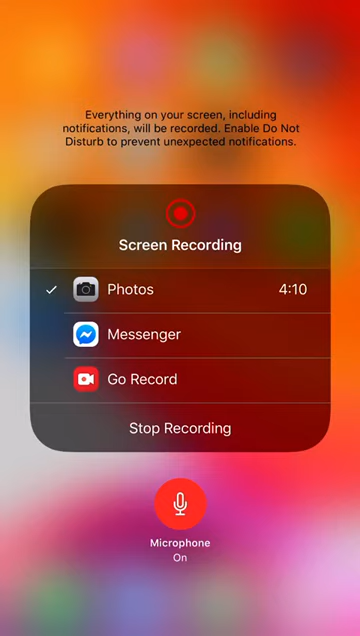 Everything on your screen, including
notifications, will be recorded. Enable Do Not
Disturb to prevent unexpected notifications.
Screen Recording
Photos 4:10
Messenger
Go Record
Stop Recording
Microphone
On